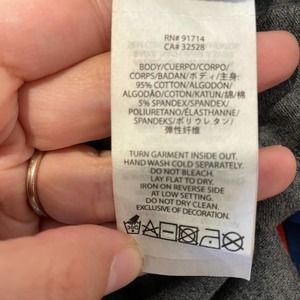 RN# 91714
CA# 32528
BODY/CUERPO/CORPO/
CORPS/BADAN/ボディ/主身:
95% COTTON/ALGODÓN/
ALGODÃO/COTON/KATUN/綿/棉
5% SPANDEX/SPANDEX/
POLIURETANO/ELASTHANNE/
SPANDEKS/ポリウレタン/
弹性纤维
TURN GARMENT INSIDE OUT.
HAND WASH COLD SEPARATELY.
DO NOT BLEACH.
LAY FLAT TO DRY.
IRON ON REVERSE SIDE
AT LOW SETTING.
DO NOT DRY CLEAN.
EXCLUSIVE OF DECORATION.